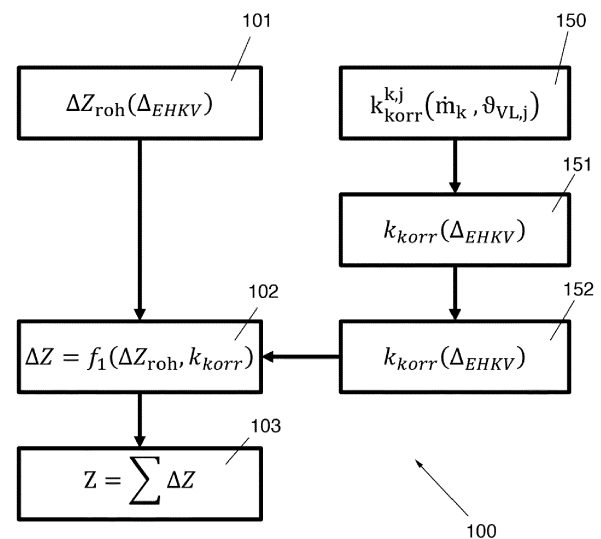 101
ΔZ_roh(Δ_EHKV)
150
k_korr^k,j(ṁ_k, ϑ_VL,j)
151
k_korr(Δ_EHKV)
102
ΔZ = f_1(ΔZ_roh, k_korr)
152
k_korr(Δ_EHKV)
103
Z = ∑ ΔZ
100